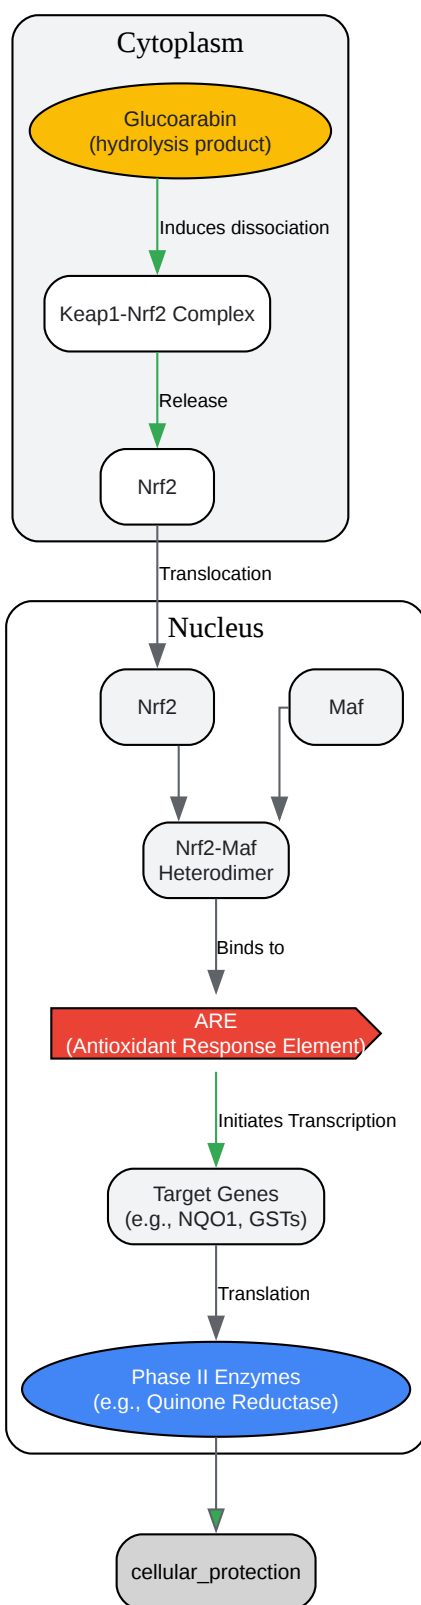 Cytoplasm
Glucoarabin
(hydrolysis product)
Induces dissociation
Keap1-Nrf2 Complex
Release
Nrf2
Translocation
Nucleus
Nrf2
Maf
Nrf2-Maf
Heterodimer
Binds to
ARE
(Antioxidant Response Element)
Initiates Transcription
Target Genes
(e.g., NQO1, GSTs)
Translation
Phase II Enzymes
(e.g., Quinone Reductase)
cellular_protection